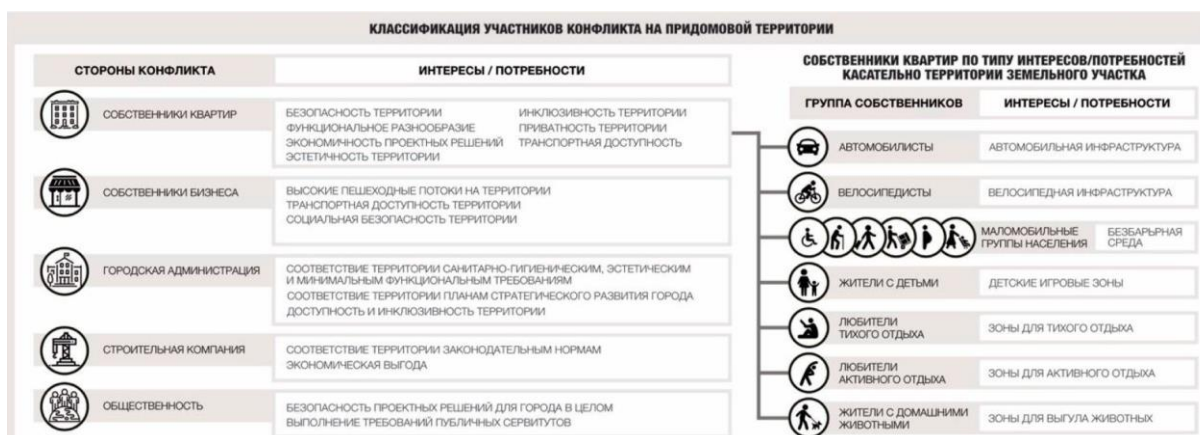 КЛАССИФИКАЦИЯ УЧАСТНИКОВ КОНФЛИКТА НА ПРИДОМОВОЙ ТЕРРИТОРИИ
СТОРОНЫ КОНФЛИКТА
ИНТЕРЕСЫ / ПОТРЕБНОСТИ
СОБСТВЕННИКИ КВАРТИР
БЕЗОПАСНОСТЬ ТЕРРИТОРИИ
ФУНКЦИОНАЛЬНОЕ РАЗНООБРАЗИЕ
ЭКОНОМИЧНОСТЬ ПРОЕКТНЫХ РЕШЕНИЙ
ЭСТЕТИЧНОСТЬ ТЕРРИТОРИИ
ИНКЛЮЗИВНОСТЬ ТЕРРИТОРИИ
ПРИВАТНОСТЬ ТЕРРИТОРИИ
ТРАНСПОРТНАЯ ДОСТУПНОСТЬ
СОБСТВЕННИКИ БИЗНЕСА
ВЫСОКИЕ ПЕШЕХОДНЫЕ ПОТОКИ НА ТЕРРИТОРИИ
ТРАНСПОРТНАЯ ДОСТУПНОСТЬ ТЕРРИТОРИИ
СОЦИАЛЬНАЯ БЕЗОПАСНОСТЬ ТЕРРИТОРИИ
ГОРОДСКАЯ АДМИНИСТРАЦИЯ
СООТВЕТСТВИЕ ТЕРРИТОРИИ САНИТАРНО-ГИГИЕНИЧЕСКИМ, ЭСТЕТИЧЕСКИМ
И МИНИМАЛЬНЫМ ФУНКЦИОНАЛЬНЫМ ТРЕБОВАНИЯМ
СООТВЕТСТВИЕ ТЕРРИТОРИИ ПЛАНАМ СТРАТЕГИЧЕСКОГО РАЗВИТИЯ ГОРОДА
ДОСТУПНОСТЬ И ИНКЛЮЗИВНОСТЬ ТЕРРИТОРИИ
СТРОИТЕЛЬНАЯ КОМПАНИЯ
СООТВЕТСТВИЕ ТЕРРИТОРИИ ЗАКОНОДАТЕЛЬНЫМ НОРМАМ
ЭКОНОМИЧЕСКАЯ ВЫГОДА
ОБЩЕСТВЕННОСТЬ
БЕЗОПАСНОСТЬ ПРОЕКТНЫХ РЕШЕНИЙ ДЛЯ ГОРОДА В ЦЕЛОМ
ВЫПОЛНЕНИЕ ТРЕБОВАНИЙ ПУБЛИЧНЫХ СЕРВИТУТОВ
СОБСТВЕННИКИ КВАРТИР ПО ТИПУ ИНТЕРЕСОВ/ПОТРЕБНОСТЕЙ
КАСАТЕЛЬНО ТЕРРИТОРИИ ЗЕМЕЛЬНОГО УЧАСТКА
ГРУППА СОБСТВЕННИКОВ
ИНТЕРЕСЫ / ПОТРЕБНОСТИ
АВТОМОБИЛИСТЫ
АВТОМОБИЛЬНАЯ ИНФРАСТРУКТУРА
ВЕЛОСИПЕДИСТЫ
ВЕЛОСИПЕДНАЯ ИНФРАСТРУКТУРА
МАЛОМОБИЛЬНЫЕ
ГРУППЫ НАСЕЛЕНИЯ
БЕЗБАРЬРНАЯ
СРЕДА
ЖИТЕЛИ С ДЕТЬМИ
ДЕТСКИЕ ИГРОВЫЕ ЗОНЫ
ЛЮБИТЕЛИ
ТИХОГО ОТДЫХА
ЗОНЫ ДЛЯ ТИХОГО ОТДЫХА
ЛЮБИТЕЛИ
АКТИВНОГО ОТДЫХА
ЗОНЫ ДЛЯ АКТИВНОГО ОТДЫХА
ЖИТЕЛИ С ДОМАШНИМИ
ЖИВОТНЫМИ
ЗОНЫ ДЛЯ ВЫГУЛА ЖИВОТНЫХ